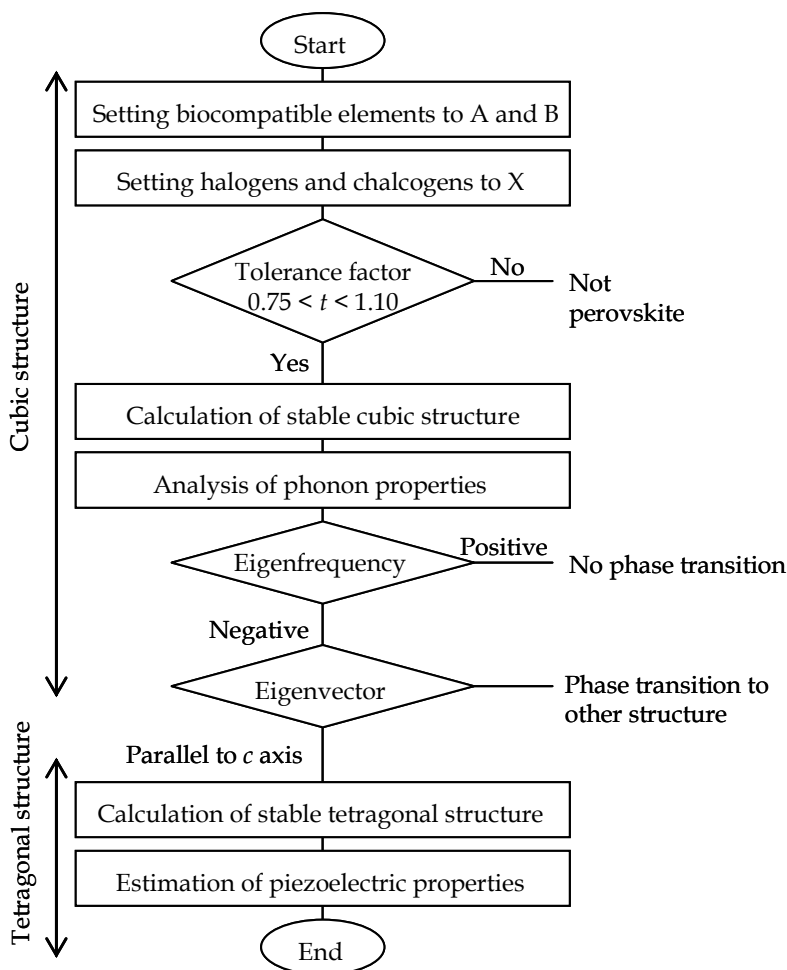 Start
Setting biocompatible elements to A and B
Setting halogens and chalcogens to X
Tolerance factor
0.75 < t < 1.10
No
Not
perovskite
Yes
Calculation of stable cubic structure
Analysis of phonon properties
Eigenfrequency
Positive
No phase transition
Negative
Eigenvector
Phase transition to
other structure
Parallel to c axis
Calculation of stable tetragonal structure
Estimation of piezoelectric properties
End
Cubic structure
Tetragonal structure